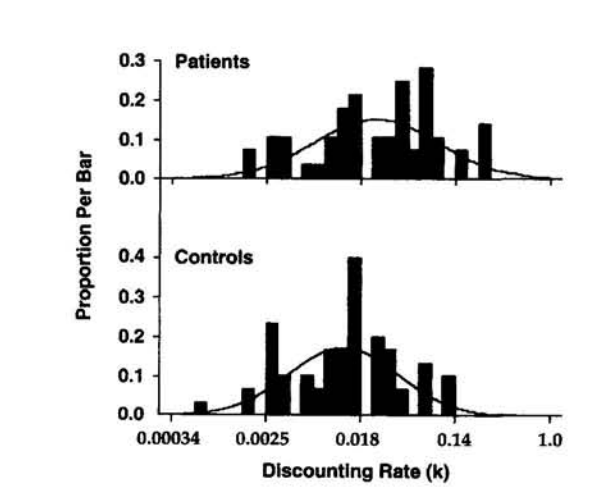 Patients
0.3
0.2
0.1
0.0
Controls
0.4
0.3
0.2
0.1
0.0
Proportion Per Bar
0.00034 0.0025 0.018 0.14 1.0
Discounting Rate (k)